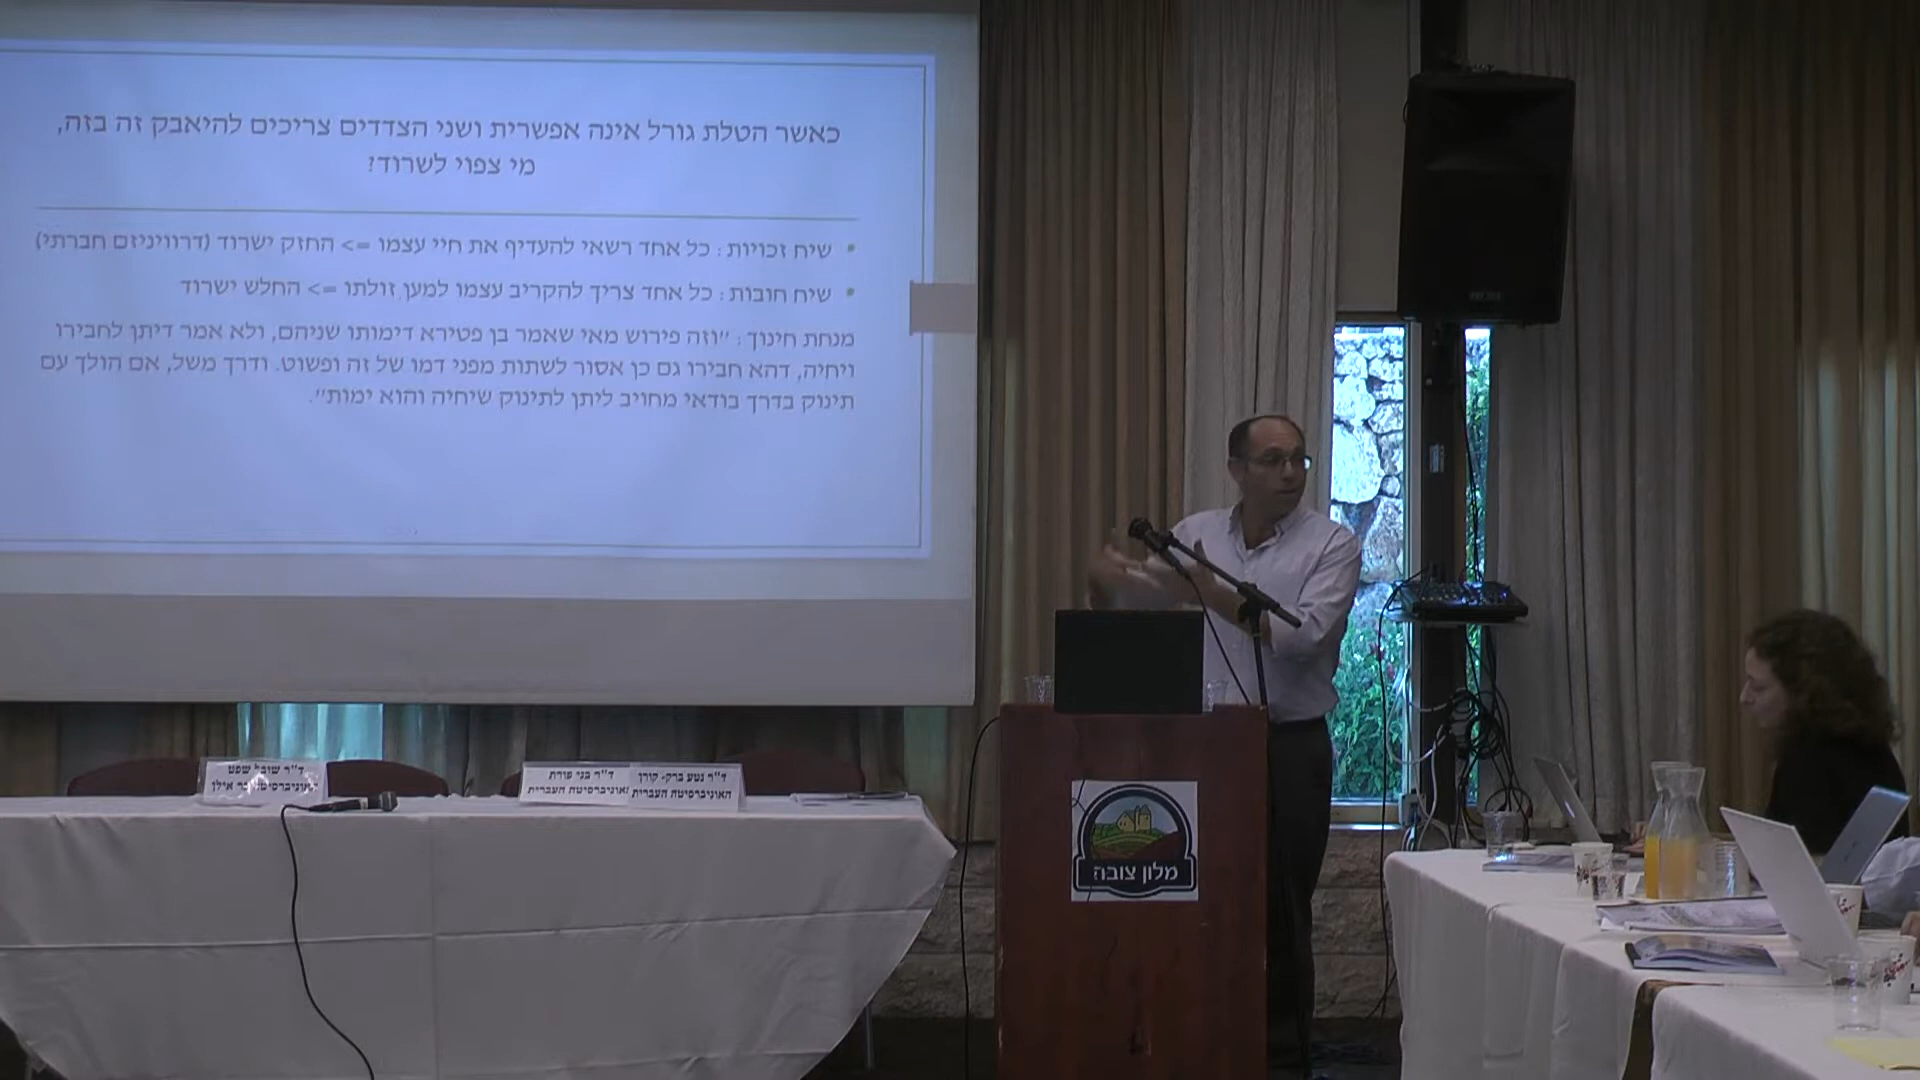 כאשר הטלת גורל אינה אפשרית ושני הצדדים צריכים להיאבק זה בזה,
מי צפוי לשרוד?
• שיח זכויות: כל אחד רשאי להעדיף את חיי עצמו => החזק ישרוד (דרוויניזם חברתי)
• שיח חובות: כל אחד צריך להקריב עצמו למען זולתו => החלש ישרוד
מנחת חינוך: "וזה פירוש מאי שאמר בן פטירא דימותו שניהם, ולא אמר דיתן לחבירו
ויחיה, דהא חבירו גם כן אסור לשתות מפני דמו של זה ופשוט. ודרך משל, אם הולך עם
תינוק בדרך בודאי מחויב ליתן לתינוק שיחיה והוא ימות".
ד"ר שובל שפט
אוניברסיטת בר אילן
ד"ר בני פורת
האוניברסיטה העברית
ד"ר נטע ברק-קורן
האוניברסיטה העברית
מלון צובה